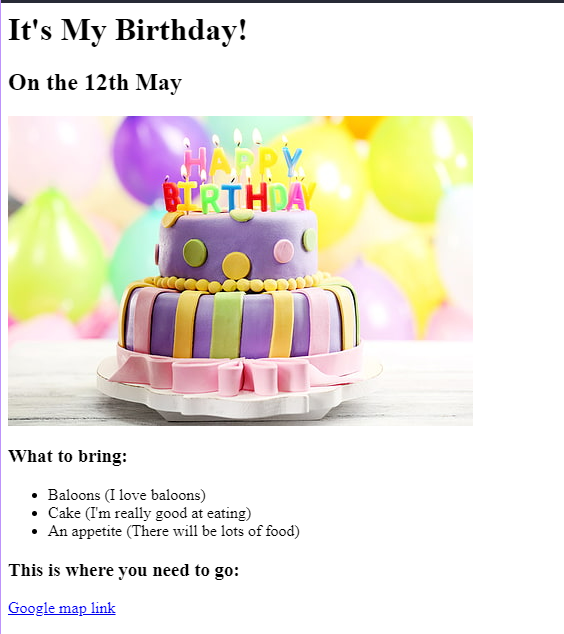 It's My Birthday!
On the 12th May
HAPPY
BIRTHDAY
What to bring:
Baloons (I love baloons)
Cake (I'm really good at eating)
An appetite (There will be lots of food)
This is where you need to go:
Google map link